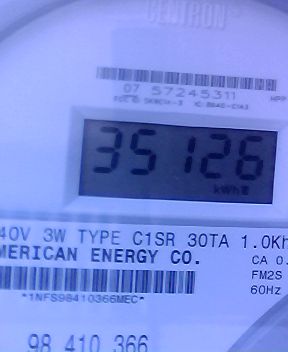 CENTRON
07 57245311
35126
kWh
40V 3W TYPE C1SR 30TA 1.0Kh
MERICAN ENERGY CO.
CA 0.
FM2S
*1NFS98410366MEC*
60Hz
98 410 366